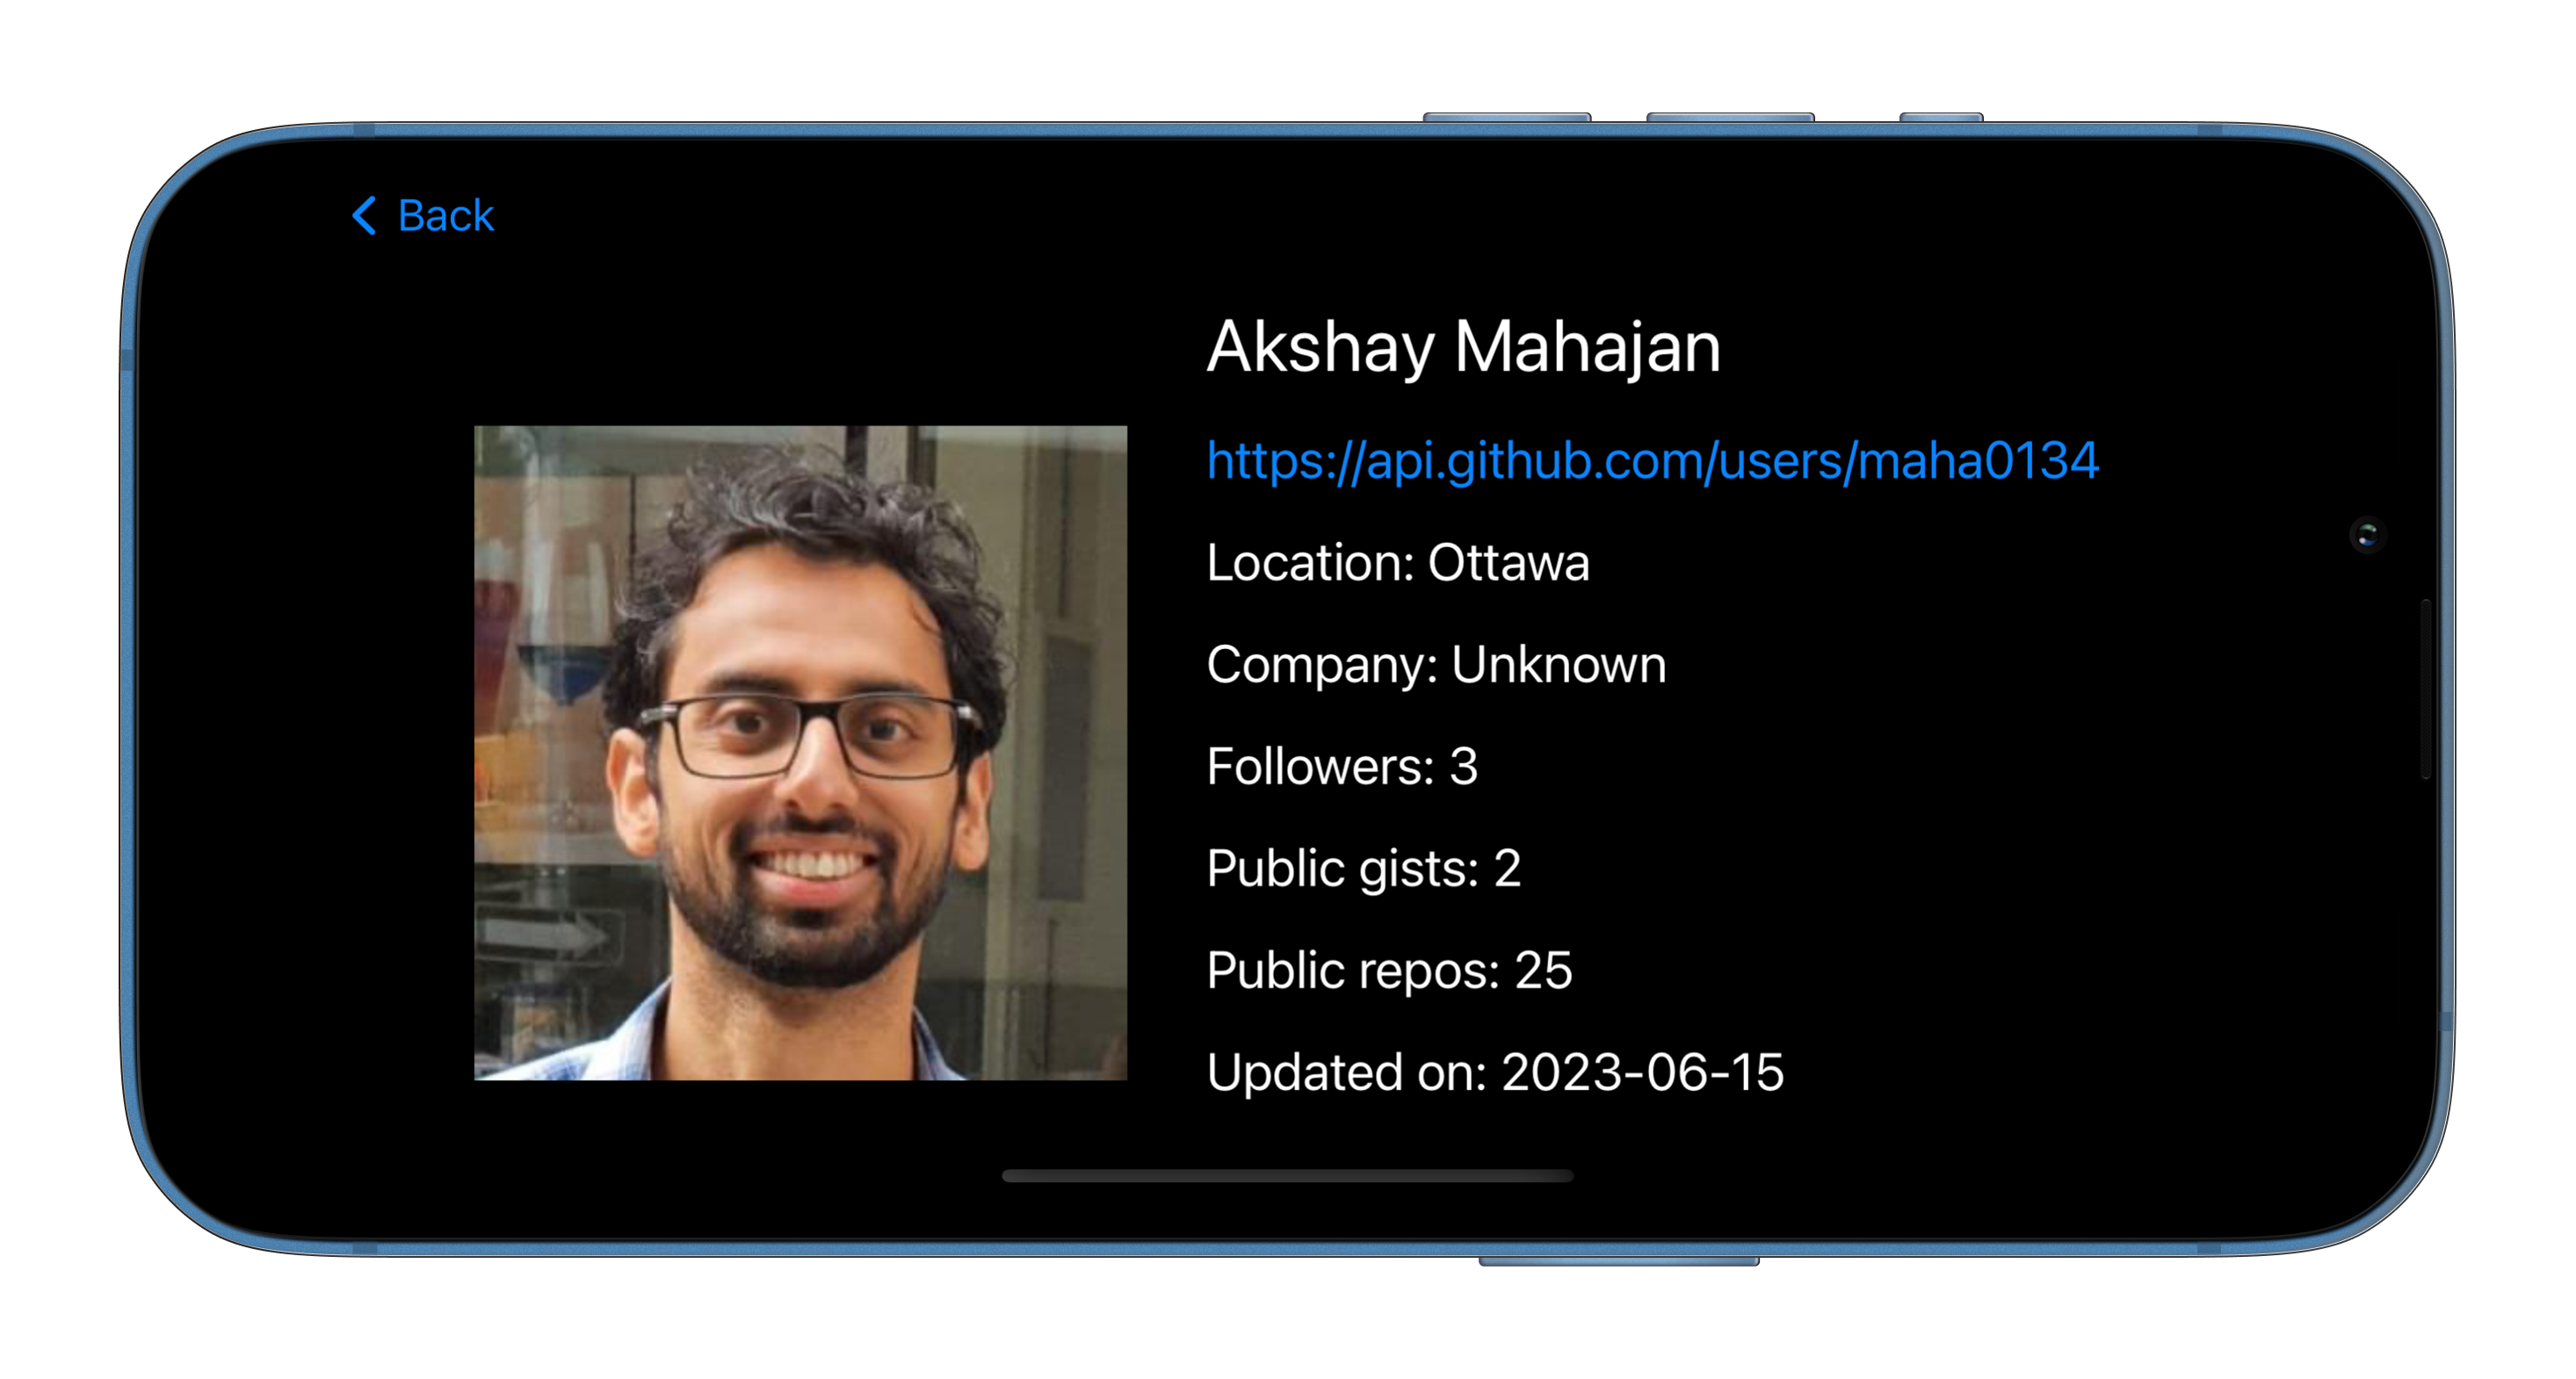 Back
Akshay Mahajan
https://api.github.com/users/maha0134
Location: Ottawa
Company: Unknown
Followers: 3
Public gists: 2
Public repos: 25
Updated on: 2023-06-15